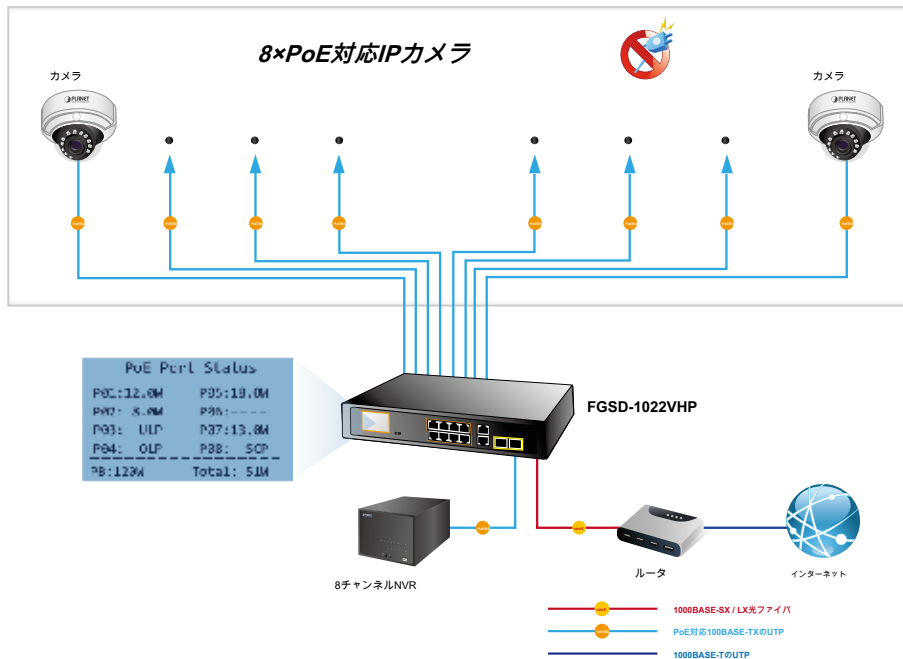 8×PoE対応IPカメラ
カメラ
カメラ
PLANET
PLANET
PoE Port Status
P01:12.0W P05:18.0W
P02: 8.0W P06:----
P03: ULP P07:13.0W
P04: OLP P08: SCP
PB:120W Total: 51W
FGSD-1022VHP
8チャンネルNVR
ルータ
インターネット
1000BASE-SX / LX光ファイバ
PoE対応100BASE-TXのUTP
1000BASE-TのUTP